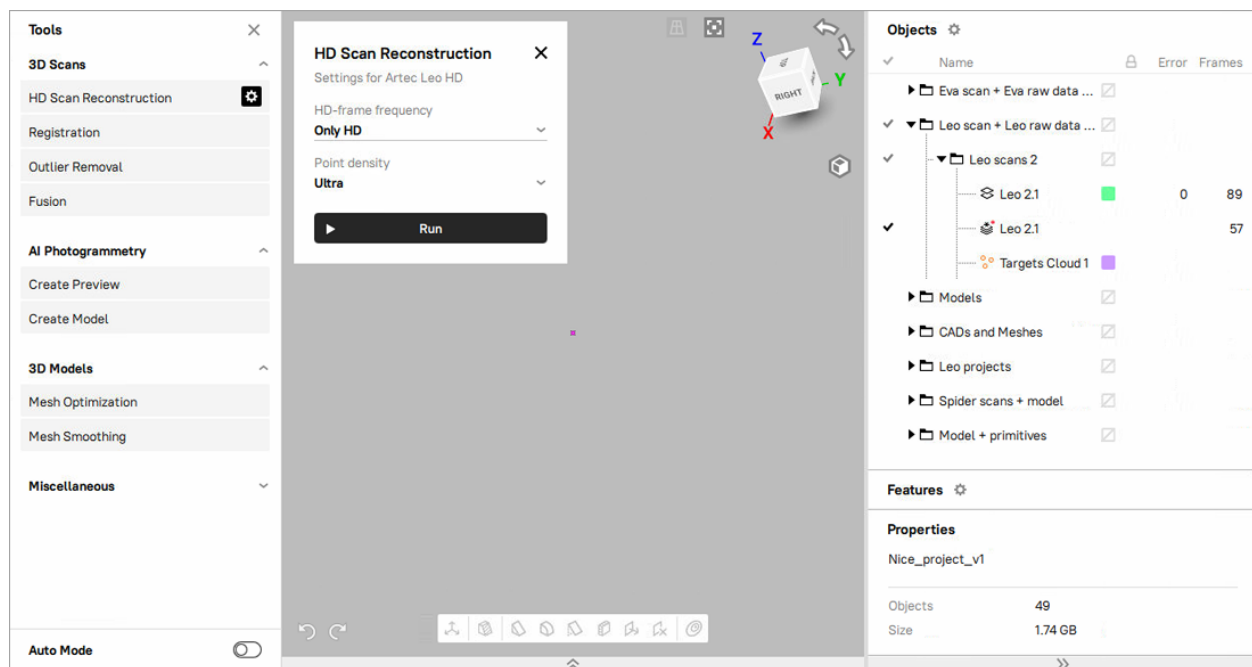 Tools
3D Scans
HD Scan Reconstruction
Registration
Outlier Removal
Fusion
AI Photogrammetry
Create Preview
Create Model
3D Models
Mesh Optimization
Mesh Smoothing
Miscellaneous
Auto Mode
HD Scan Reconstruction
Settings for Artec Leo HD
HD-frame frequency
Only HD
Point density
Ultra
Run
Z
Y
RIGHT
X
Objects
Name Error Frames
Eva scan + Eva raw data ...
Leo scan + Leo raw data ...
Leo scans 2
Leo 2.1 0 89
Leo 2.1 57
Targets Cloud 1
Models
CADs and Meshes
Leo projects
Spider scans + model
Model + primitives
Features
Properties
Nice_project_v1
Objects 49
Size 1.74 GB